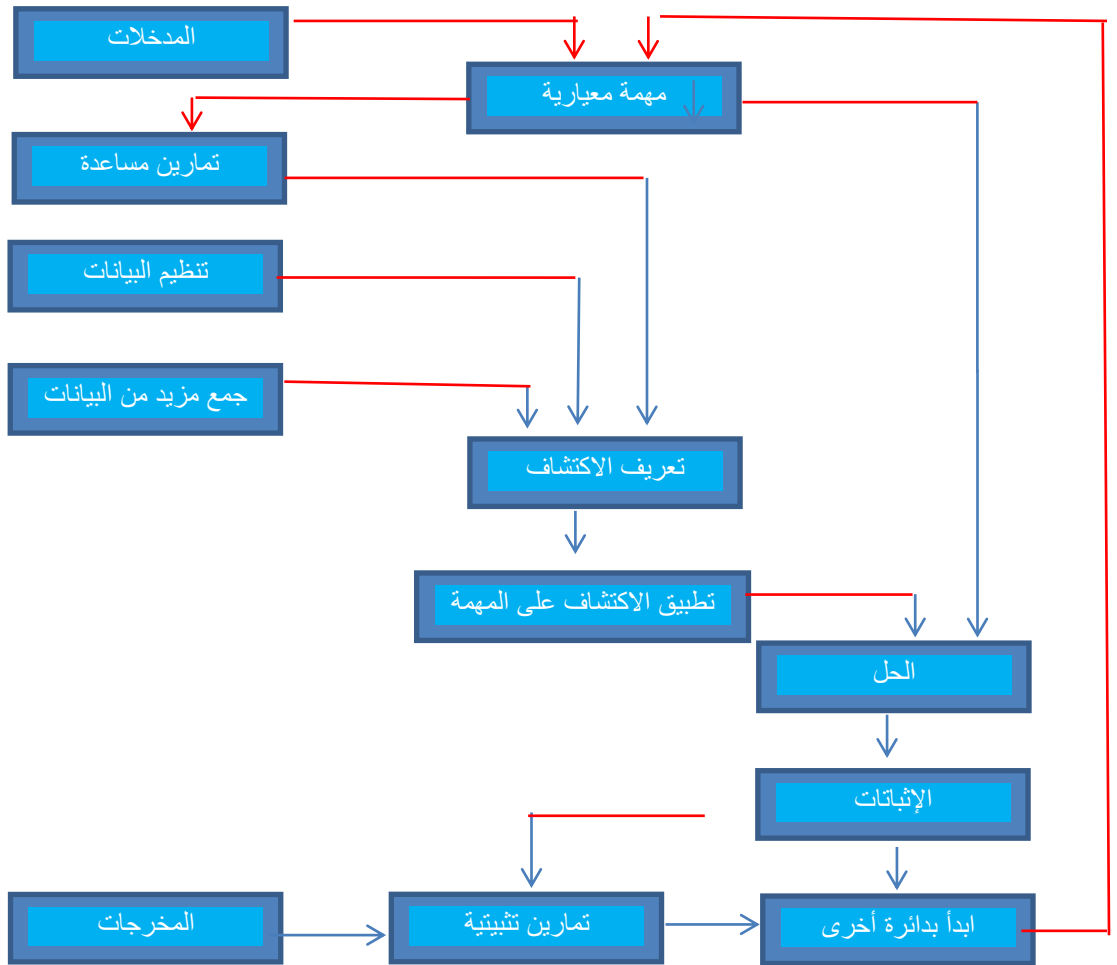 المدخلات
مهمة معيارية
تمارين مساعدة
تنظيم البيانات
جمع مزيد من البيانات
تعريف الاكتشاف
تطبيق الاكتشاف على المهمة
الحل
الإثباتات
ابدأ بدائرة أخرى
تمارين تثبيتية
المخرجات